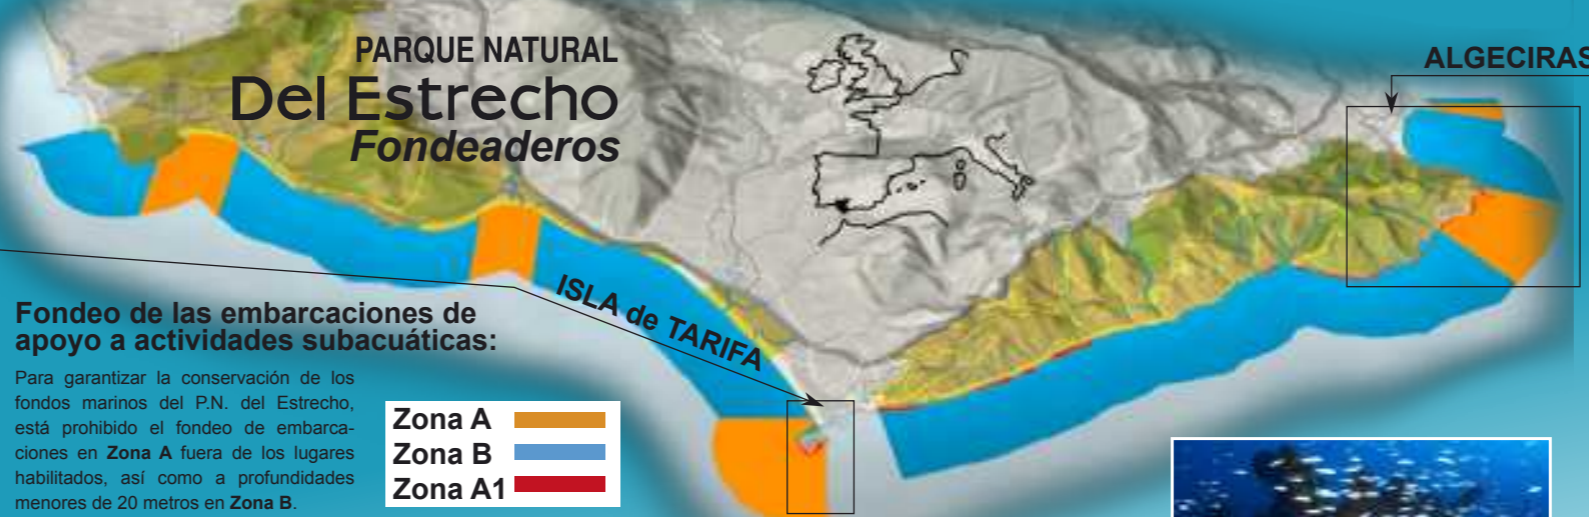 PARQUE NATURAL
Del Estrecho
Fondeaderos
ALGECIRAS
ISLA de TARIFA
Fondeo de las embarcaciones de
apoyo a actividades subacuáticas:
Para garantizar la conservación de los
fondos marinos del P.N. del Estrecho,
está prohibido el fondeo de embarca-
ciones en Zona A fuera de los lugares
habilitados, así como a profundidades
menores de 20 metros en Zona B.
Zona A
Zona B
Zona A1